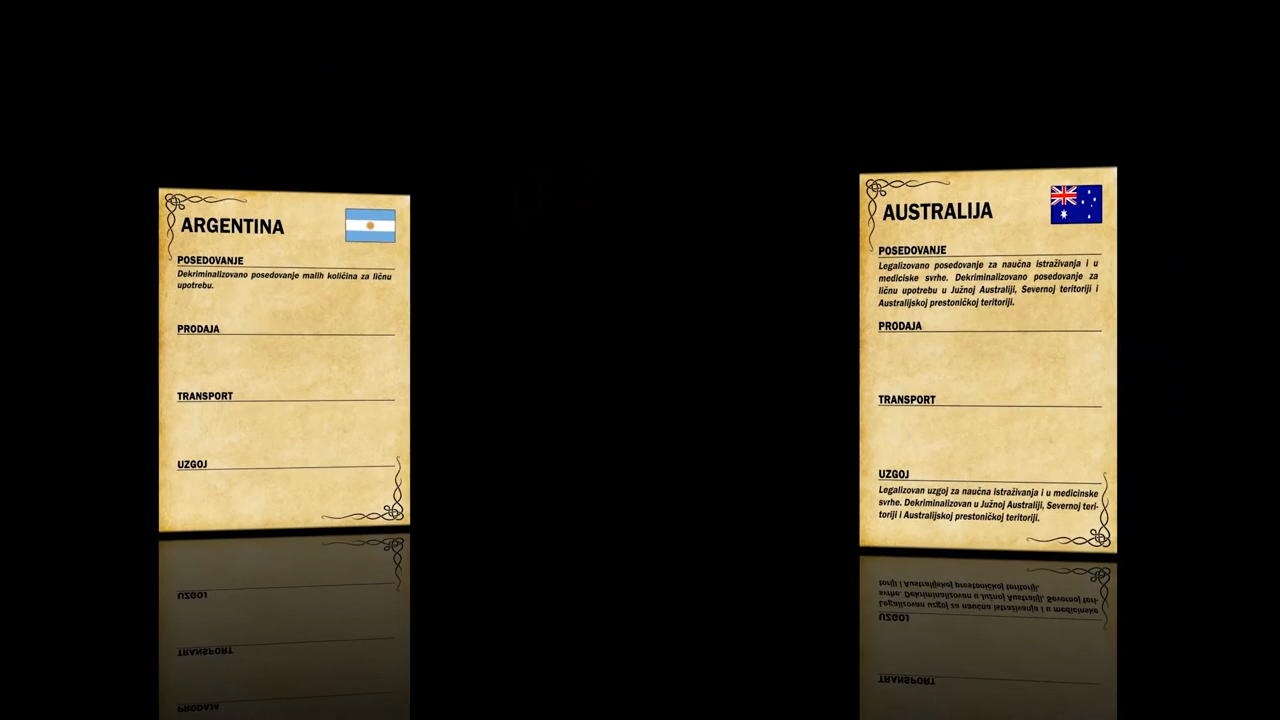 ARGENTINA
POSEDOVANJE
Dekriminalizovano posedovanje malih količina za ličnu
upotrebu.
PRODAJA
TRANSPORT
UZGOJ
AUSTRALIJA
POSEDOVANJE
Legalizovano posedovanje za naučna istraživanja i u
mediciske svrhe. Dekriminalizovano posedovanje za
ličnu upotrebu u Južnoj Australiji, Severnoj teritoriji i
Australijskoj prestoničkoj teritoriji.
PRODAJA
TRANSPORT
UZGOJ
Legalizovan uzgoj za naučna istraživanja i u medicinske
svrhe. Dekriminalizovan u Južnoj Australiji, Severnoj teri-
toriji i Australijskoj prestoničkoj teritoriji.